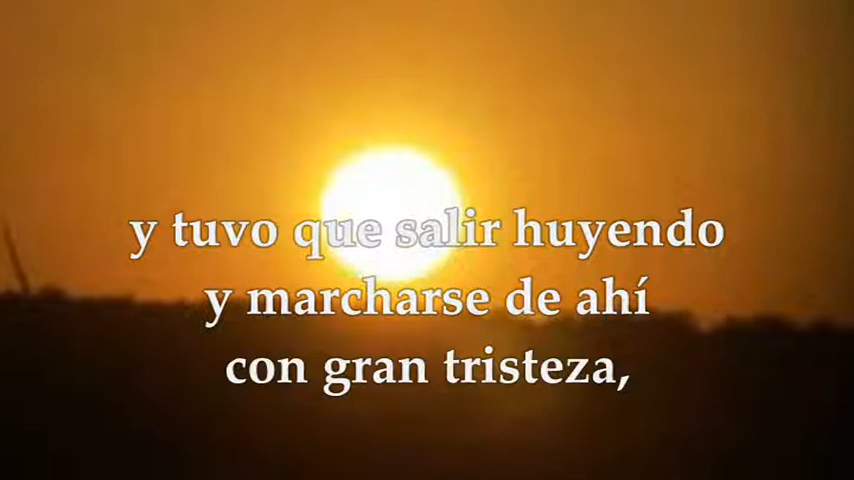 y tuvo que salir huyendo
y marcharse de ahí
con gran tristeza,